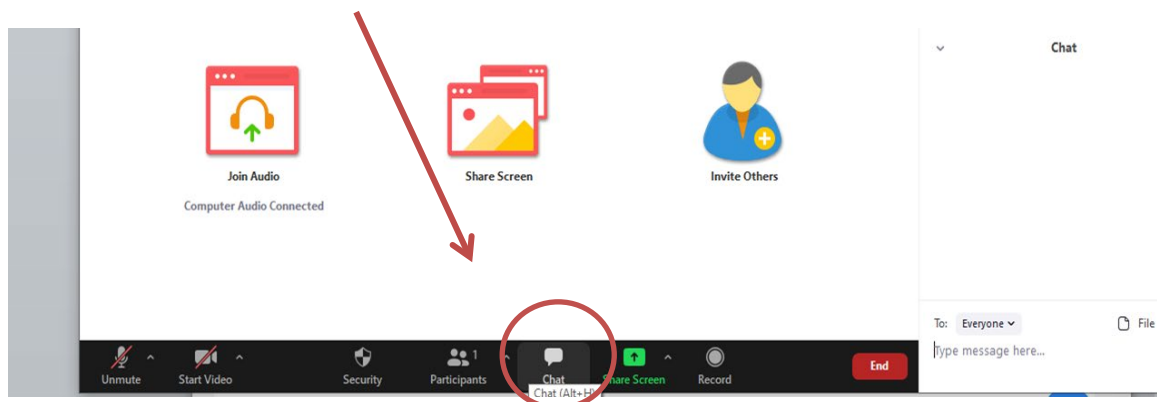 Chat
Join Audio
Share Screen
Invite Others
Computer Audio Connected
To: Everyone
File
Type message here...
1
Unmute
Start Video
Security
Participants
Chat
Share Screen
Record
End
Chat (Alt+H)